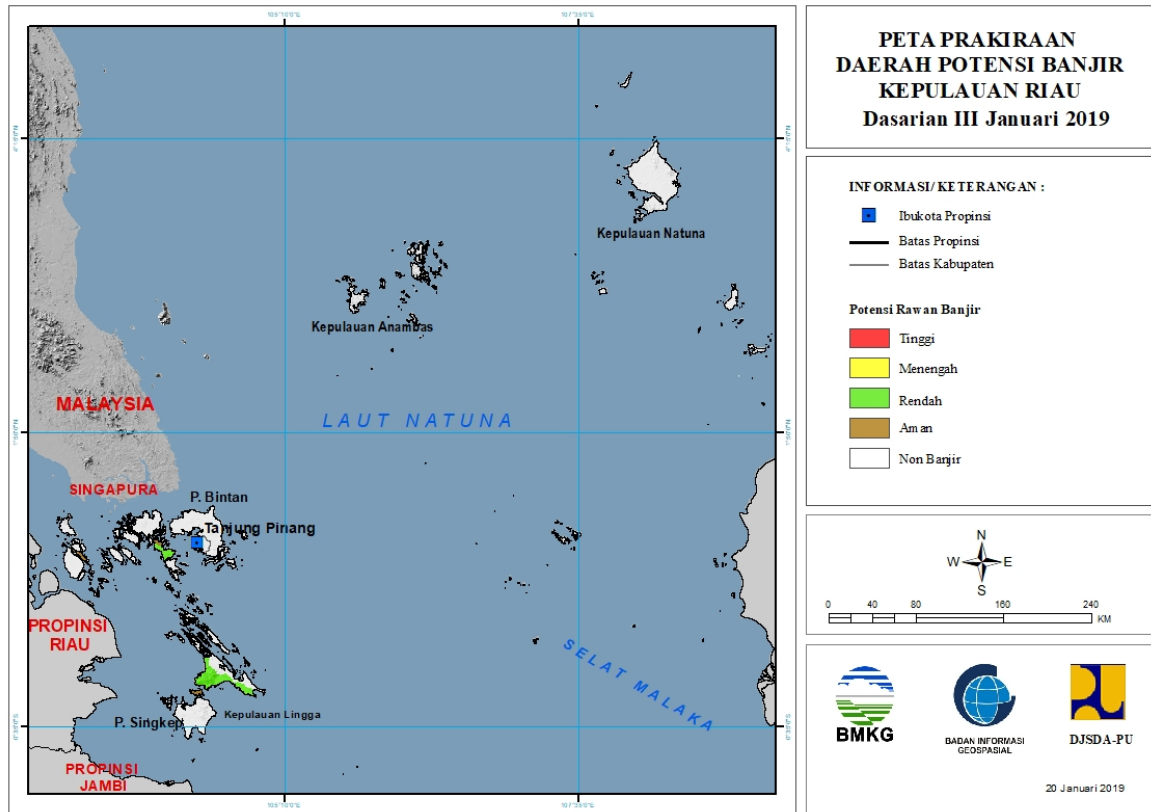 PETA PRAKIRAAN
DAERAH POTENSI BANJIR
KEPULAUAN RIAU
Dasarian III Januari 2019
INFORMASI/ KETERANGAN :
Ibukota Propinsi
Batas Propinsi
Batas Kabupaten
Potensi Rawan Banjir
Tinggi
Menengah
Rendah
Aman
Non Banjir
N
W E
S
0 40 80 160 240
KM
BMKG
BADAN INFORMASI
GEOSPASIAL
DJSDA-PU
20 Januari 2019
Kepulauan Natuna
Kepulauan Anambas
MALAYSIA
LAUT NATUNA
SINGAPURA
P. Bintan
Tanjung Pinang
PROPINSI
RIAU
SELAT MALAKA
P. Singkep
Kepulauan Lingga
PROPINSI
JAMBI